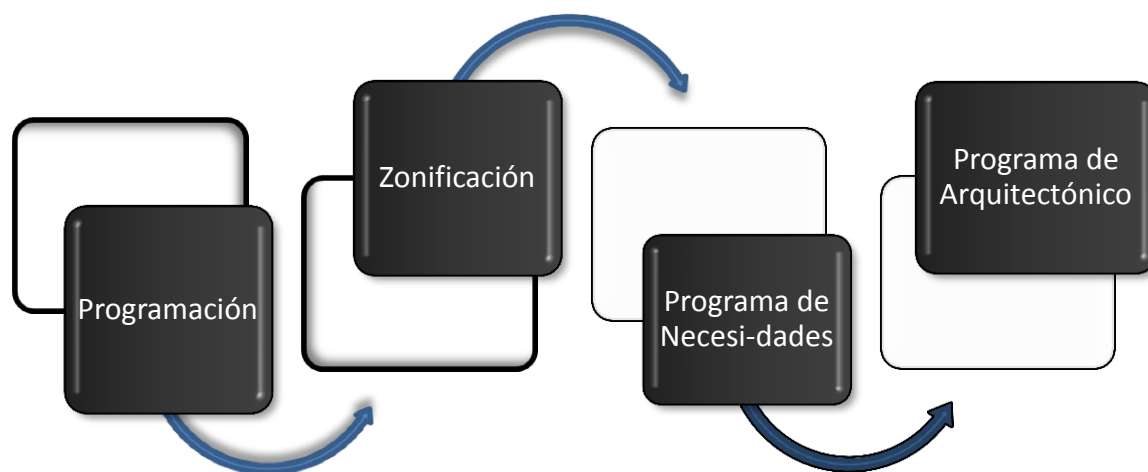 Programación
Zonificación
Programa de
Necesi-dades
Programa de
Arquitectónico